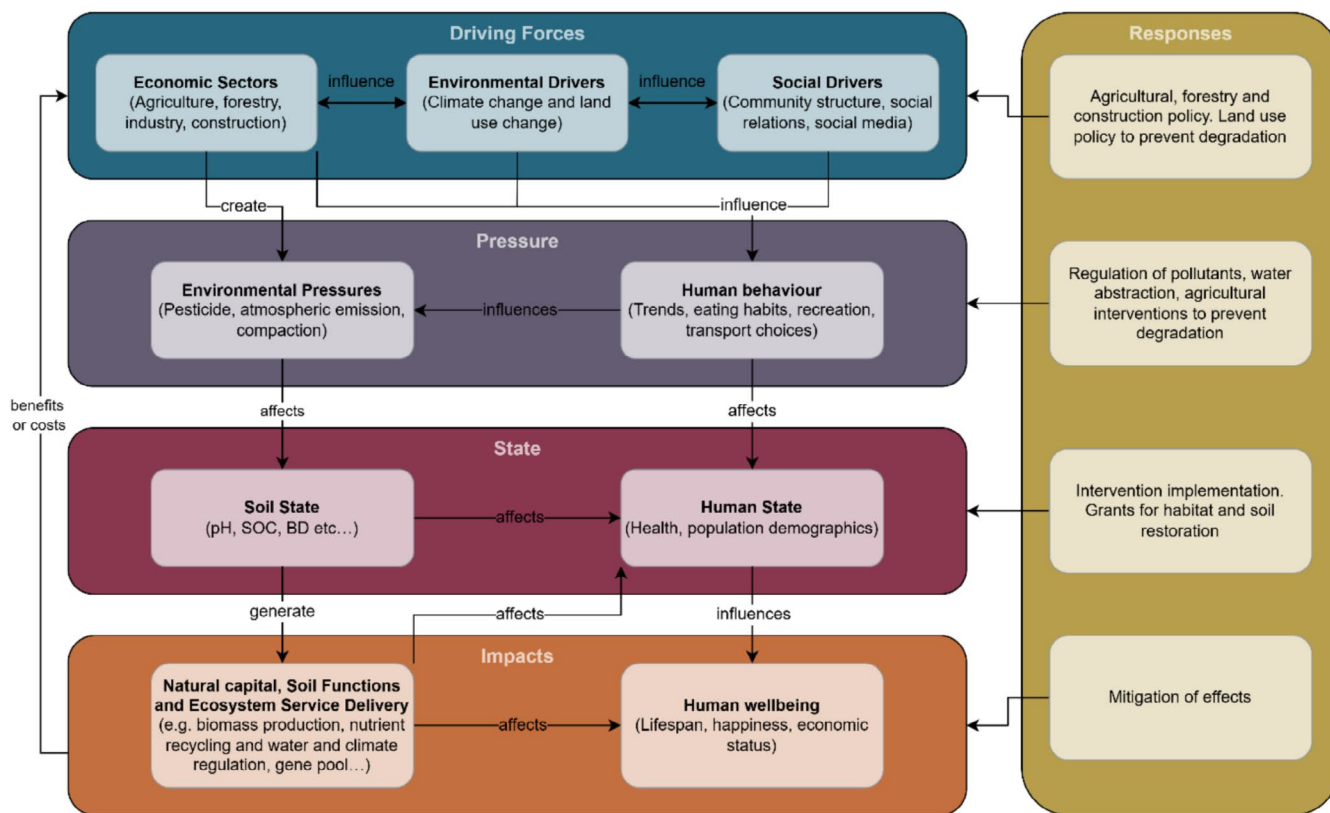 Driving Forces
Economic Sectors
(Agriculture, forestry,
industry, construction)
influence
Environmental Drivers
(Climate change and land
use change)
influence
Social Drivers
(Community structure, social
relations, social media)
create
influence
Pressure
Environmental Pressures
(Pesticide, atmospheric emission,
compaction)
influences
Human behaviour
(Trends, eating habits, recreation,
transport choices)
affects
affects
benefits
or costs
State
Soil State
(pH, SOC, BD etc...)
affects
Human State
(Health, population demographics)
generate
affects
influences
Impacts
Natural capital, Soil Functions
and Ecosystem Service Delivery
(e.g. biomass production, nutrient
recycling and water and climate
regulation, gene pool...)
affects
Human wellbeing
(Lifespan, happiness, economic
status)
Responses
Agricultural, forestry and
construction policy. Land use
policy to prevent degradation
Regulation of pollutants, water
abstraction, agricultural
interventions to prevent
degradation
Intervention implementation.
Grants for habitat and soil
restoration
Mitigation of effects